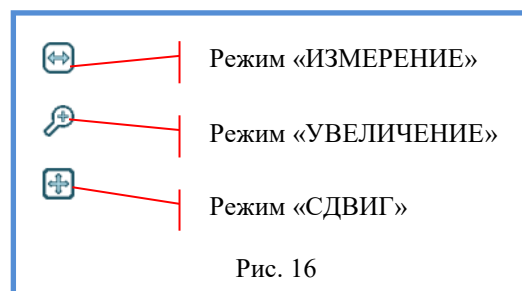 Режим «ИЗМЕРЕНИЕ»
Режим «УВЕЛИЧЕНИЕ»
Режим «СДВИГ»
Рис. 16